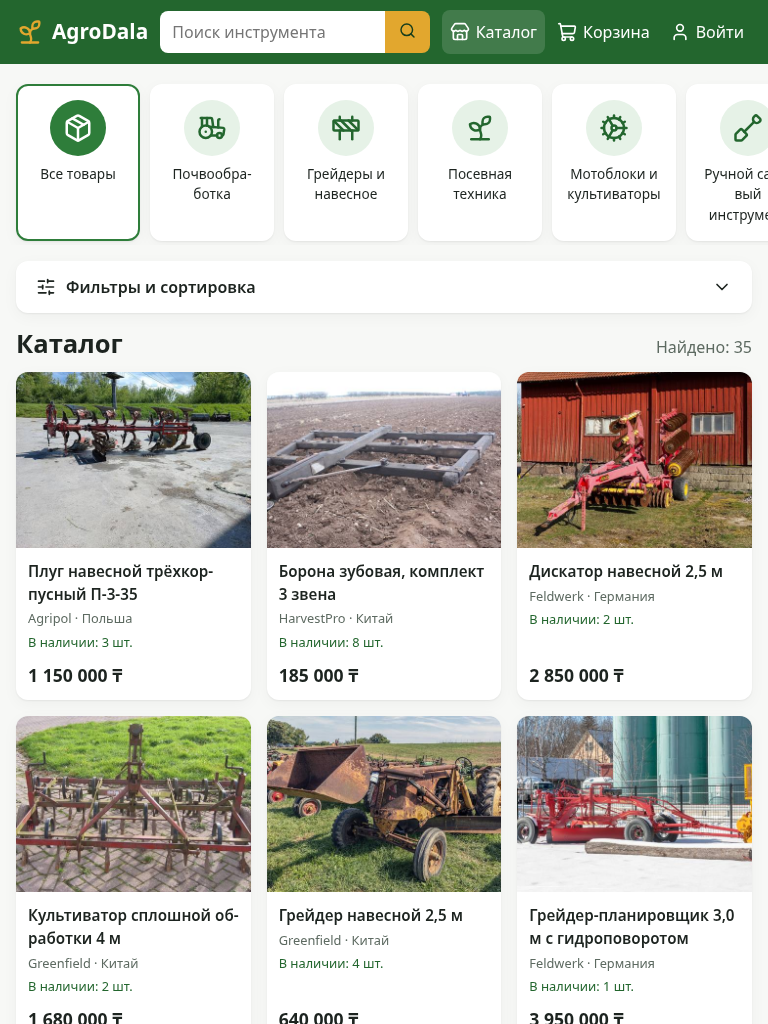 AgroDala
Поиск инструмента
Каталог
Корзина
Войти
Все товары
Почвообра-
ботка
Грейдеры и
навесное
Посевная
техника
Мотоблоки и
культиваторы
Ручной са
вый
инструме
Фильтры и сортировка
Каталог
Найдено: 35
Плуг навесной трёхкор-
пусный П-3-35
Agripol · Польша
В наличии: 3 шт.
1 150 000 ₸
Борона зубовая, комплект
3 звена
HarvestPro · Китай
В наличии: 8 шт.
185 000 ₸
Дискатор навесной 2,5 м
Feldwerk · Германия
В наличии: 2 шт.
2 850 000 ₸
Культиватор сплошной об-
работки 4 м
Greenfield · Китай
В наличии: 2 шт.
1 680 000 ₸
Грейдер навесной 2,5 м
Greenfield · Китай
В наличии: 4 шт.
640 000 ₸
Грейдер-планировщик 3,0
м с гидроповоротом
Feldwerk · Германия
В наличии: 1 шт.
3 950 000 ₸